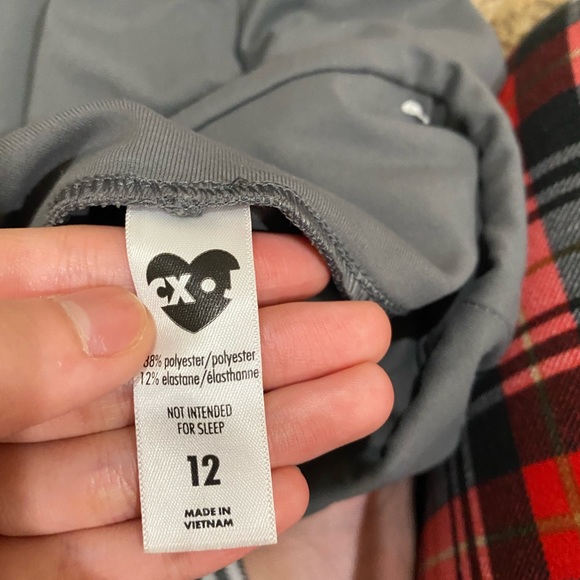 88% polyester/polyester
12% elastane/élasthanne
NOT INTENDED
FOR SLEEP
12
MADE IN
VIETNAM